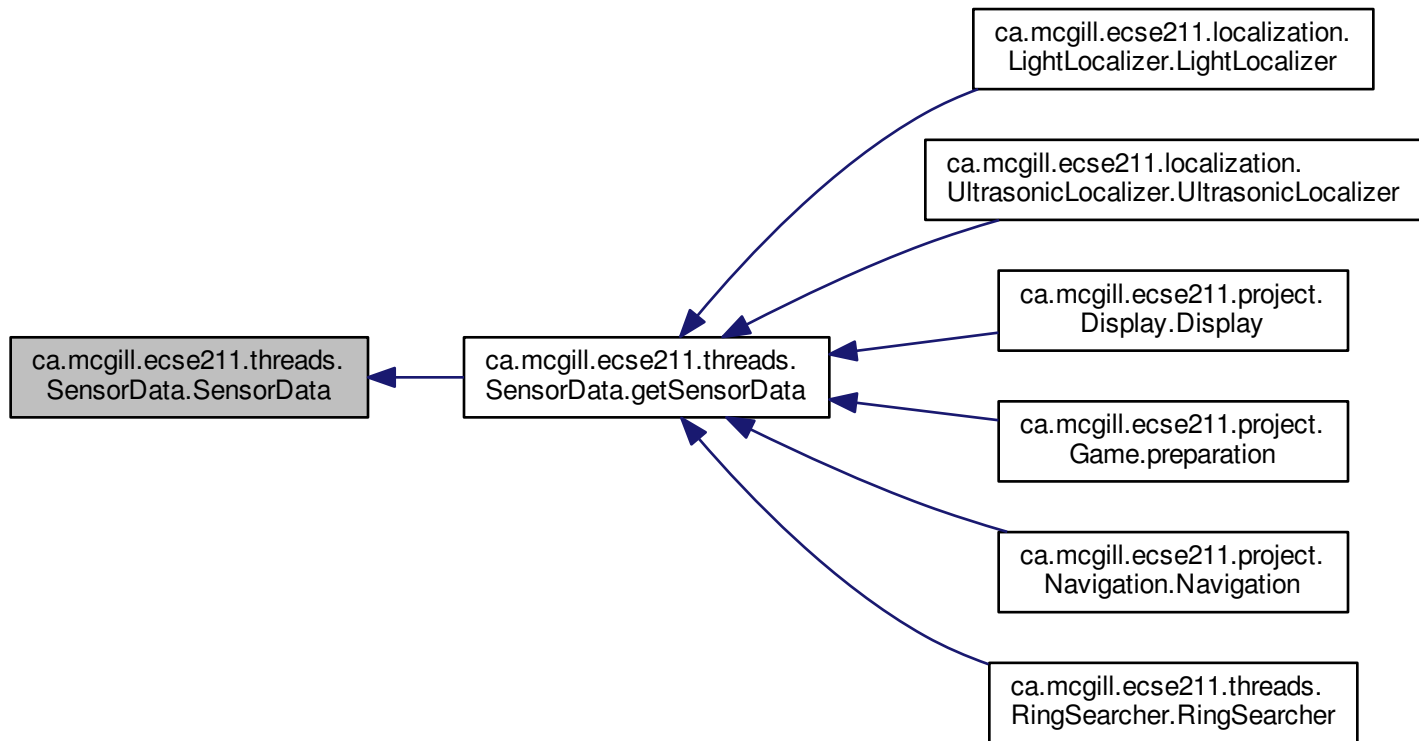 ca.mcgill.ecse211.localization.
LightLocalizer.LightLocalizer
ca.mcgill.ecse211.localization.
UltrasonicLocalizer.UltrasonicLocalizer
ca.mcgill.ecse211.project.
Display.Display
ca.mcgill.ecse211.threads.
SensorData.SensorData
ca.mcgill.ecse211.threads.
SensorData.getSensorData
ca.mcgill.ecse211.project.
Game.preparation
ca.mcgill.ecse211.project.
Navigation.Navigation
ca.mcgill.ecse211.threads.
RingSearcher.RingSearcher